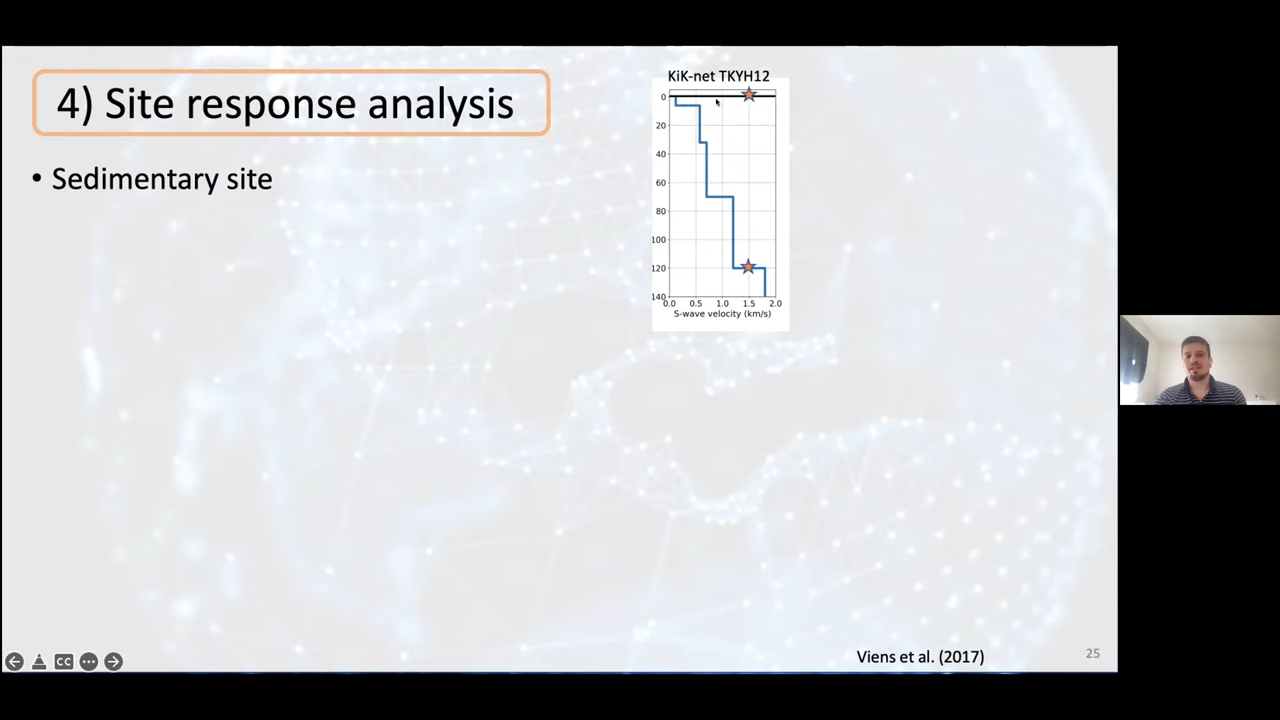 4) Site response analysis
• Sedimentary site
KiK-net TKYH12
0
20
40
60
80
100
120
140
0.0 0.5 1.0 1.5 2.0
S-wave velocity (km/s)
CC
Viens et al. (2017)
25